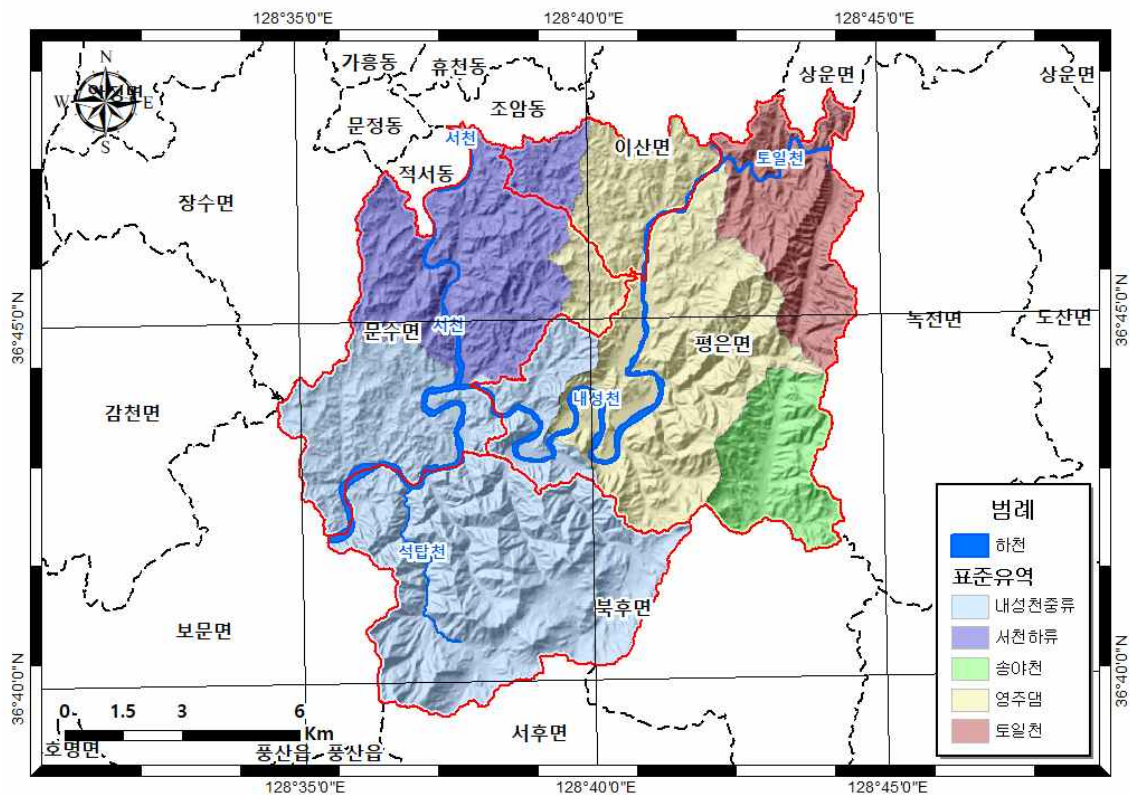 128°35'0"E
128°40'0"E
128°45'0"E
N
W
E
S
가흥동
휴천동
상운면
상운면
조암동
문정동
서천
이산면
토일천
적서동
장수면
36°45'0"N
36°45'0"N
서천
문수면
평은면
녹전면
도산면
내성천
감천면
석탑천
북후면
보문면
36°40'0"N
36°40'0"N
서후면
0
1.5
3
6
Km
호명면
풍산읍
풍산읍
범례
하천
표준유역
내성천중류
서천하류
송야천
영주댐
토일천
128°35'0"E
128°40'0"E
128°45'0"E